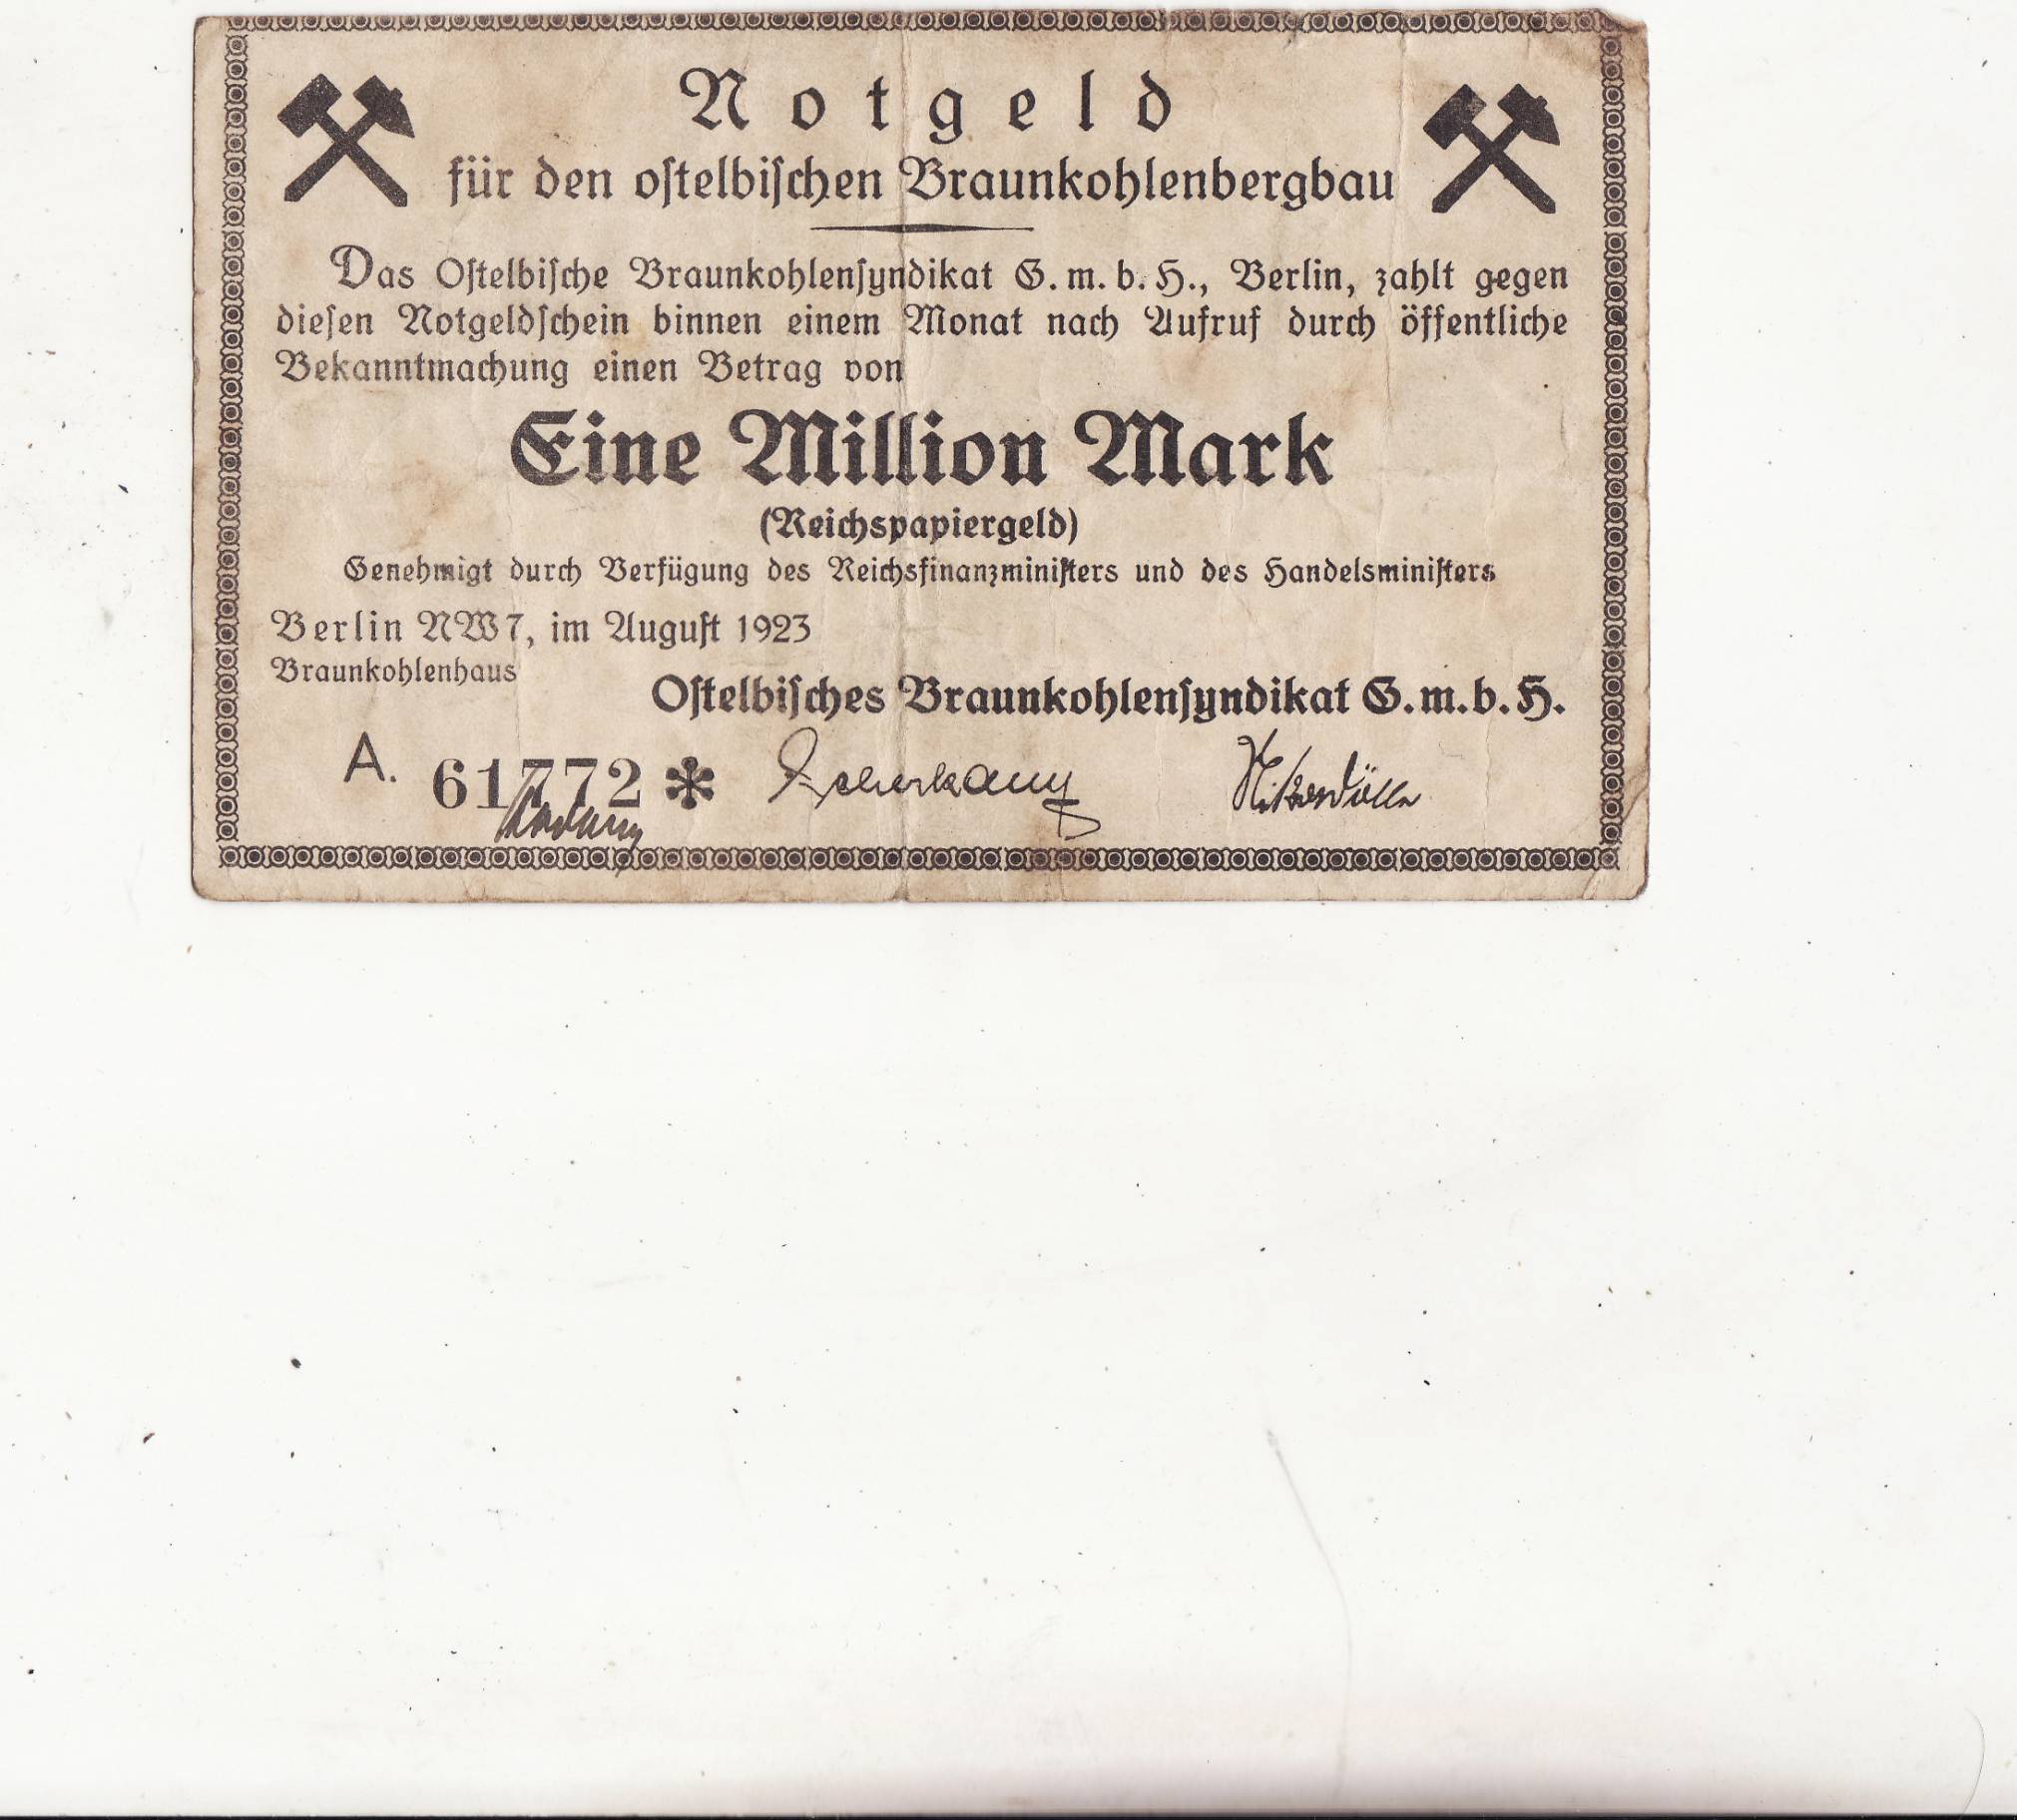 Notgeld
für den oſtelbiſchen Braunkohlenbergbau
Das Oſtelbiſche Braunkohlenſyndikat G. m. b. H., Berlin, zahlt gegen
dieſen Notgeldſchein binnen einem Monat nach Aufruf durch öffentliche
Bekanntmachung einen Betrag von
Eine Million Mark
(Reichspapiergeld)
Genehmigt durch Verfügung des Reichsfinanzminiſters und des Handelsminiſters
Berlin NW 7, im Auguſt 1923
Braunkohlenhaus
Oſtelbiſches Braunkohlenſyndikat G. m. b. H.
A. 61772 *